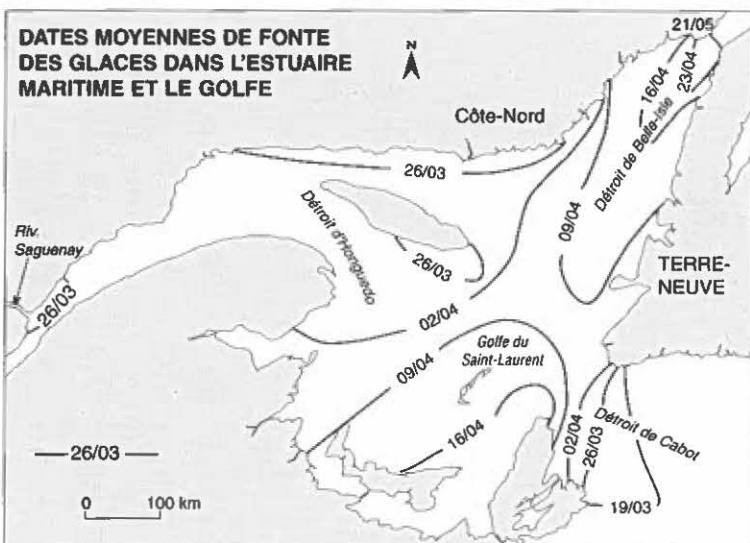 DATES MOYENNES DE FONTE
DES GLACES DANS L'ESTUAIRE
MARITIME ET LE GOLFE
N
21/05
16/04
23/04
Côte-Nord
Détroit de Belle-Isle
26/03
Détroit d'Honguedo
09/04
Riv.
Saguenay
26/03
26/03
TERRE-
NEUVE
02/04
09/04
Golfe du
Saint-Laurent
16/04
02/04
26/03
Détroit de Cabot
26/03
19/03
0 100 km